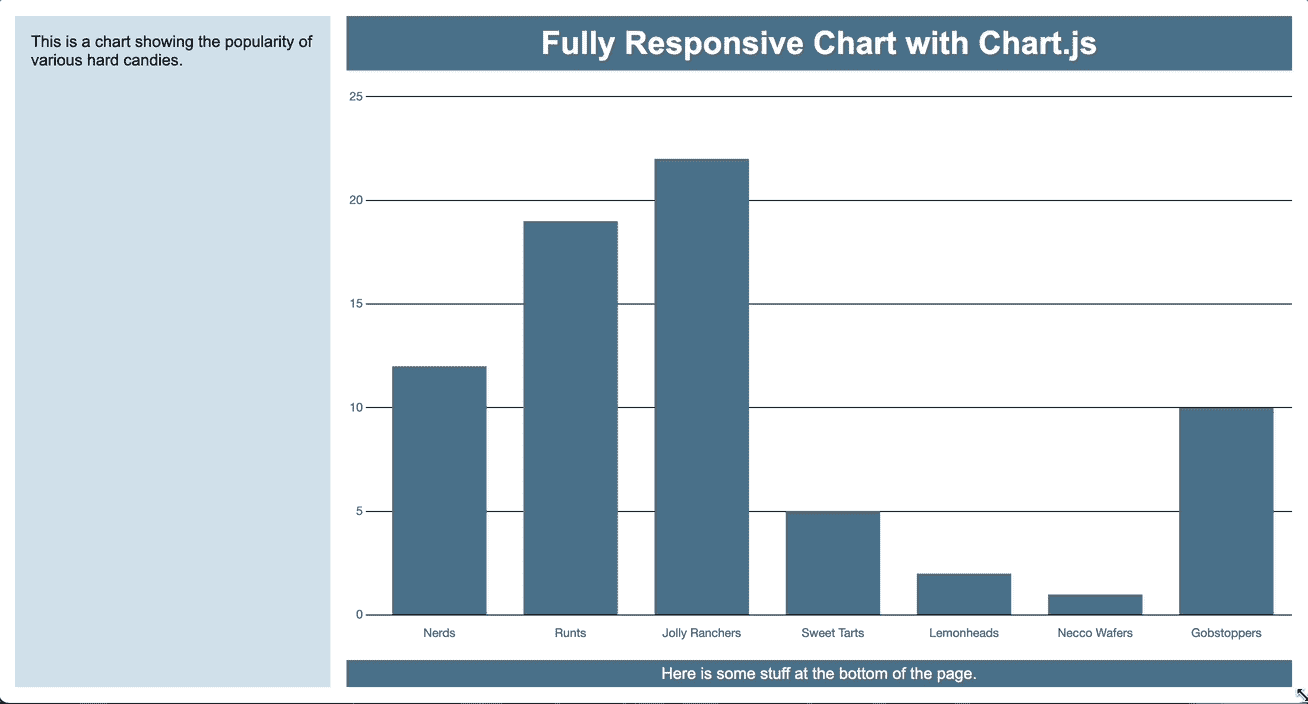 This is a chart showing the popularity of
various hard candies.
Fully Responsive Chart with Chart.js
25
20
15
10
5
0
Nerds Runts Jolly Ranchers Sweet Tarts Lemonheads Necco Wafers Gobstoppers
Here is some stuff at the bottom of the page.